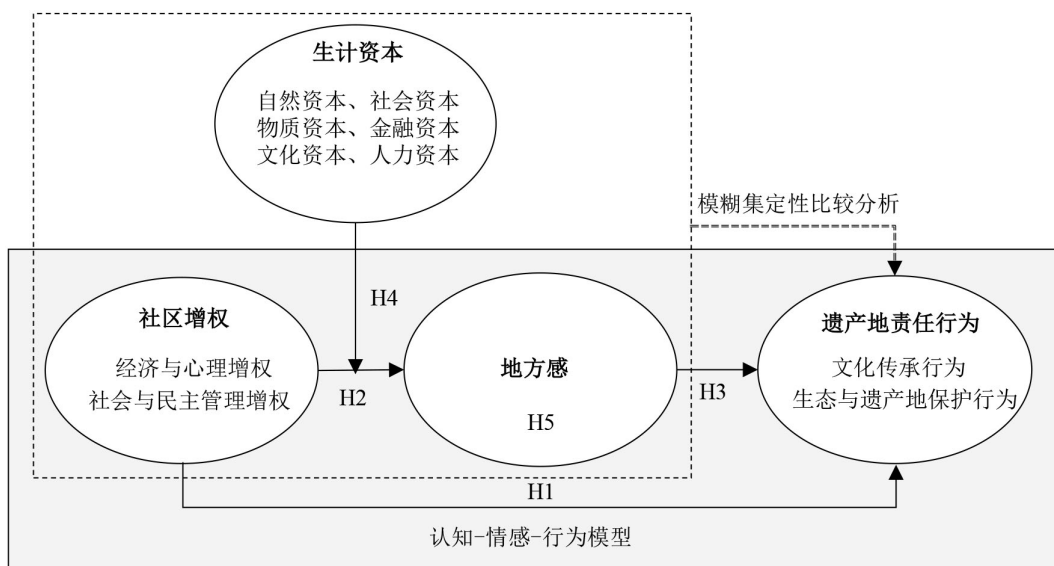 生计资本
自然资本、社会资本
物质资本、金融资本
文化资本、人力资本
模糊集定性比较分析
H4
社区增权
经济与心理增权
社会与民主管理增权
H2
地方感
H5
H3
遗产地责任行为
文化传承行为
生态与遗产地保护行为
H1
认知-情感-行为模型